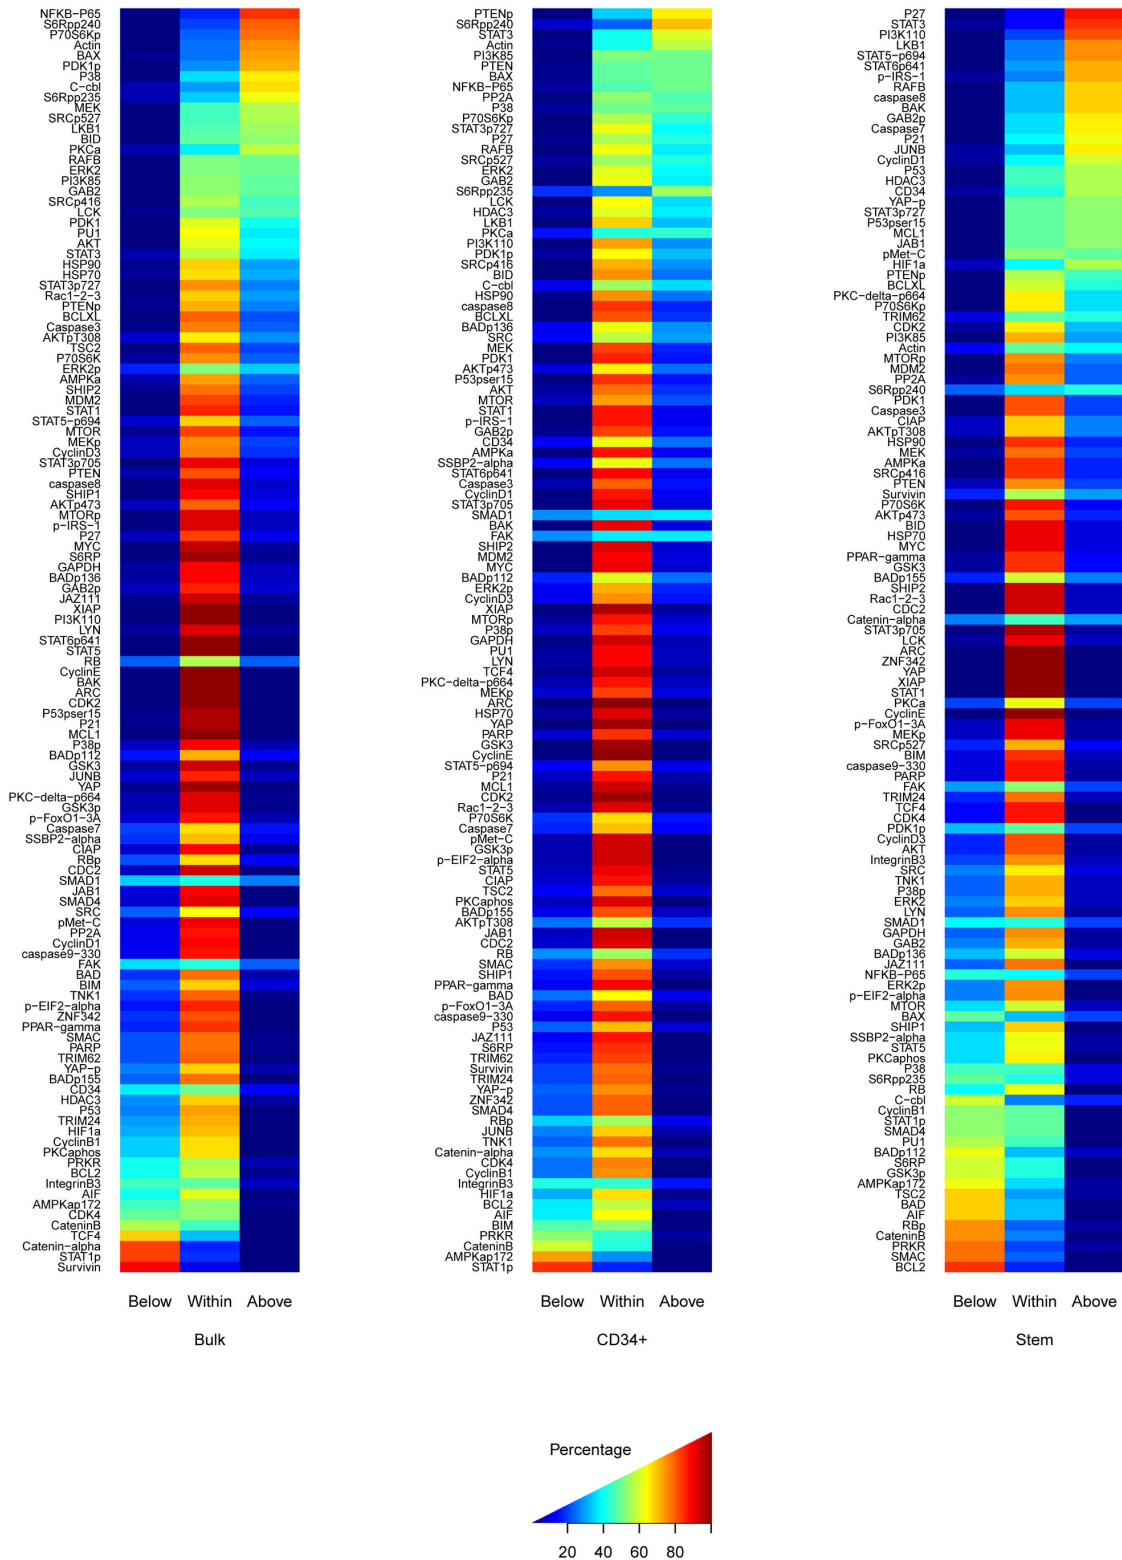 NFKB-P65
S6Rpp240
P70S6Kp
Actin
BAX
PDK1p
P38
C-cbl
S6Rpp235
MEK
SRCp527
LKB1
BID
PKCa
RAFB
ERK2
PI3K85
GAB2
SRCp416
LCK
PDK1
PU1
AKT
STAT3
HSP90
HSP70
STAT3p727
Rac1-2-3
PTENp
BCLXL
Caspase3
AKTpT308
TSC2
P70S6K
ERK2p
AMPKa
SHIP2
MDM2
STAT1
STAT5-p694
MTOR
MEKp
CyclinD3
STAT3p705
PTEN
caspase8
SHIP1
AKTp473
MTORp
p-IRS-1
P27
MYC
S6RP
GAPDH
BADp136
GAB2p
JAZ111
XIAP
PI3K110
LYN
STAT6p641
STAT5
RB
CyclinE
BAK
ARC
CDK2
P53pser15
P21
MCL1
P38p
BADp112
GSK3
JUNB
YAP
PKC-delta-p664
GSK3p
p-FoxO1-3A
Caspase7
SSBP2-alpha
CIAP
RBp
CDC2
SMAD1
JAB1
SMAD4
SRC
pMet-C
PP2A
CyclinD1
caspase9-330
FAK
BAD
BIM
TNK1
p-EIF2-alpha
ZNF342
PPAR-gamma
SMAC
PARP
TRIM62
YAP-p
BADp155
CD34
HDAC3
P53
TRIM24
HIF1a
CyclinB1
PKCaphos
PRKR
BCL2
IntegrinB3
AIF
AMPKap172
CDK4
CateninB
TCF4
Catenin-alpha
STAT1p
Survivin
Below Within Above
Bulk
PTENp
S6Rpp240
STAT3
Actin
PI3K85
PTEN
BAX
NFKB-P65
PP2A
P38
P70S6Kp
STAT3p727
P27
RAFB
SRCp527
ERK2
GAB2
S6Rpp235
LCK
HDAC3
LKB1
PKCa
PI3K110
PDK1p
SRCp416
BID
C-cbl
HSP90
caspase8
BCLXL
BADp136
SRC
MEK
PDK1
AKTp473
P53pser15
AKT
MTOR
STAT1
p-IRS-1
GAB2p
CD34
AMPKa
SSBP2-alpha
STAT6p641
Caspase3
CyclinD1
STAT3p705
SMAD1
BAK
FAK
SHIP2
MDM2
MYC
BADp112
ERK2p
CyclinD3
XIAP
MTORp
P38p
GAPDH
PU1
LYN
TCF4
PKC-delta-p664
MEKp
ARC
HSP70
YAP
PARP
GSK3
CyclinE
STAT5-p694
P21
MCL1
CDK2
Rac1-2-3
P70S6K
Caspase7
pMet-C
GSK3p
p-EIF2-alpha
STAT5
CIAP
TSC2
PKCaphos
BADp155
AKTpT308
JAB1
CDC2
RB
SMAC
SHIP1
PPAR-gamma
BAD
p-FoxO1-3A
caspase9-330
P53
JAZ111
S6RP
TRIM62
Survivin
TRIM24
YAP-p
ZNF342
SMAD4
RBp
JUNB
TNK1
Catenin-alpha
CDK4
CyclinB1
IntegrinB3
HIF1a
BCL2
AIF
BIM
PRKR
CateninB
AMPKap172
STAT1p
Below Within Above
CD34+
P27
STAT3
PI3K110
LKB1
STAT5-p694
STAT6p641
p-IRS-1
RAFB
caspase8
BAK
GAB2p
Caspase7
P21
JUNB
CyclinD1
P53
HDAC3
CD34
YAP-p
STAT3p727
P53pser15
MCL1
JAB1
pMet-C
HIF1a
PTENp
BCLXL
PKC-delta-p664
P70S6Kp
TRIM62
CDK2
PI3K85
Actin
MTORp
MDM2
PP2A
S6Rpp240
PDK1
Caspase3
CIAP
AKTpT308
HSP90
MEK
AMPKa
SRCp416
PTEN
Survivin
P70S6K
AKTp473
BID
HSP70
MYC
PPAR-gamma
GSK3
BADp155
SHIP2
Rac1-2-3
CDC2
Catenin-alpha
STAT3p705
LCK
ARC
ZNF342
YAP
XIAP
STAT1
PKCa
CyclinE
p-FoxO1-3A
MEKp
SRCp527
BIM
caspase9-330
PARP
FAK
TRIM24
TCF4
CDK4
PDK1p
CyclinD3
AKT
IntegrinB3
SRC
TNK1
P38p
ERK2
LYN
SMAD1
GAPDH
GAB2
BADp136
JAZ111
NFKB-P65
ERK2p
p-EIF2-alpha
MTOR
BAX
SHIP1
SSBP2-alpha
STAT5
PKCaphos
P38
S6Rpp235
RB
C-cbl
CyclinB1
STAT1p
SMAD4
PU1
BADp112
S6RP
GSK3p
AMPKap172
TSC2
BAD
AIF
RBp
CateninB
PRKR
SMAC
BCL2
Below Within Above
Stem
Percentage
20 40 60 80